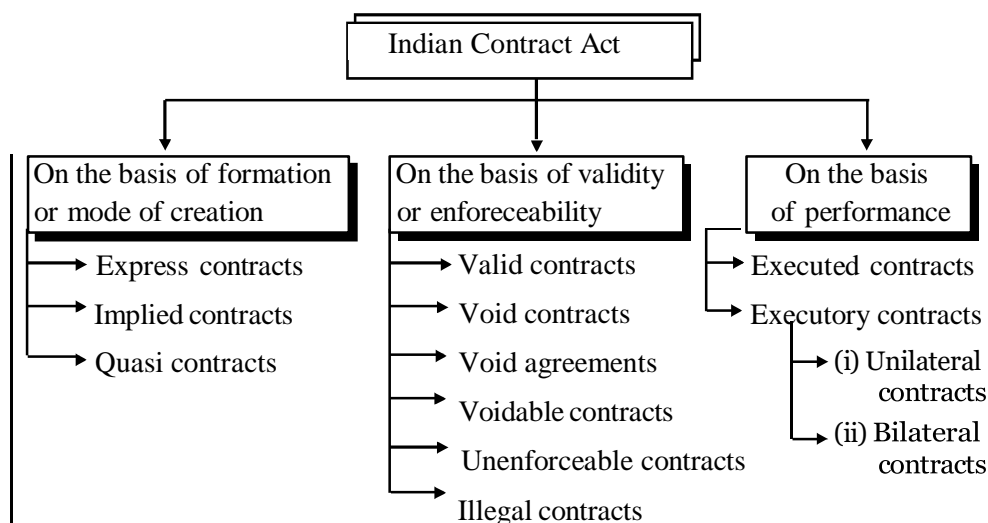 Indian Contract Act
On the basis of formation
or mode of creation
Express contracts
Implied contracts
Quasi contracts
On the basis of validity
or enforeceability
Valid contracts
Void contracts
Void agreements
Voidable contracts
Unenforceable contracts
Illegal contracts
On the basis
of performance
Executed contracts
Executory contracts
(i) Unilateral
contracts
(ii) Bilateral
contracts